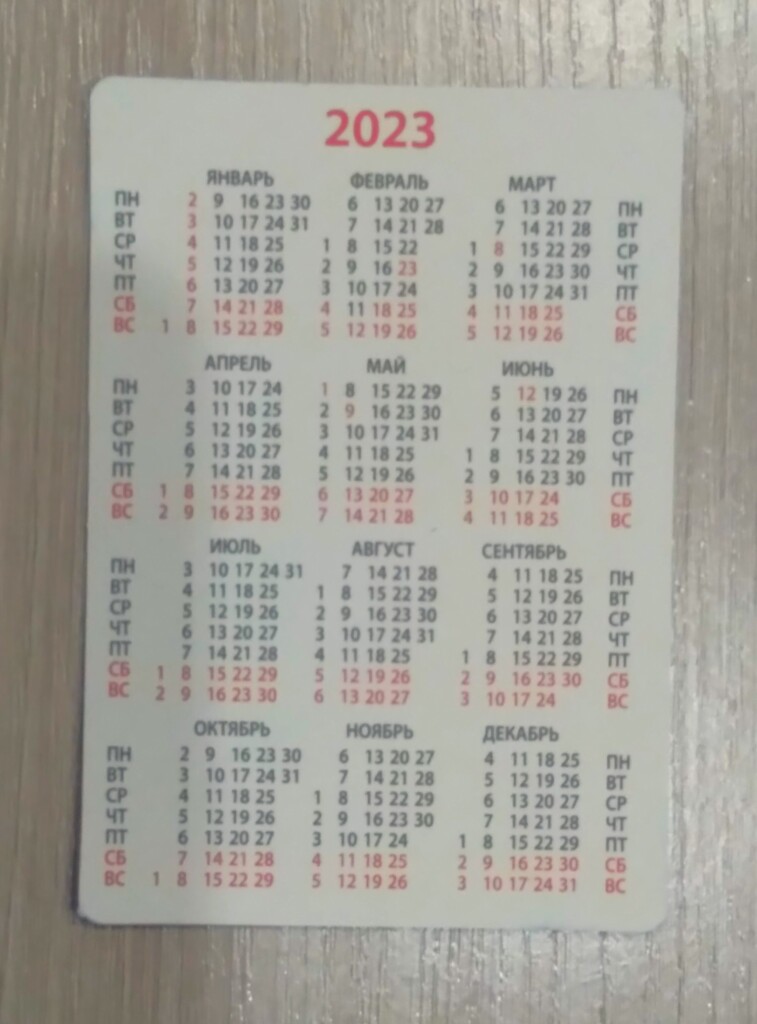 2023
ЯНВАРЬ ФЕВРАЛЬ МАРТ
ПН 2 9 16 23 30 6 13 20 27 6 13 20 27 ПН
ВТ 3 10 17 24 31 7 14 21 28 7 14 21 28 ВТ
СР 4 11 18 25 1 8 15 22 1 8 15 22 29 СР
ЧТ 5 12 19 26 2 9 16 23 2 9 16 23 30 ЧТ
ПТ 6 13 20 27 3 10 17 24 3 10 17 24 31 ПТ
СБ 7 14 21 28 4 11 18 25 4 11 18 25 СБ
ВС 1 8 15 22 29 5 12 19 26 5 12 19 26 ВС
АПРЕЛЬ МАЙ ИЮНЬ
ПН 3 10 17 24 1 8 15 22 29 5 12 19 26 ПН
ВТ 4 11 18 25 2 9 16 23 30 6 13 20 27 ВТ
СР 5 12 19 26 3 10 17 24 31 7 14 21 28 СР
ЧТ 6 13 20 27 4 11 18 25 1 8 15 22 29 ЧТ
ПТ 7 14 21 28 5 12 19 26 2 9 16 23 30 ПТ
СБ 1 8 15 22 29 6 13 20 27 3 10 17 24 СБ
ВС 2 9 16 23 30 7 14 21 28 4 11 18 25 ВС
ИЮЛЬ АВГУСТ СЕНТЯБРЬ
ПН 3 10 17 24 31 7 14 21 28 4 11 18 25 ПН
ВТ 4 11 18 25 1 8 15 22 29 5 12 19 26 ВТ
СР 5 12 19 26 2 9 16 23 30 6 13 20 27 СР
ЧТ 6 13 20 27 3 10 17 24 31 7 14 21 28 ЧТ
ПТ 7 14 21 28 4 11 18 25 1 8 15 22 29 ПТ
СБ 1 8 15 22 29 5 12 19 26 2 9 16 23 30 СБ
ВС 2 9 16 23 30 6 13 20 27 3 10 17 24 ВС
ОКТЯБРЬ НОЯБРЬ ДЕКАБРЬ
ПН 2 9 16 23 30 6 13 20 27 4 11 18 25 ПН
ВТ 3 10 17 24 31 7 14 21 28 5 12 19 26 ВТ
СР 4 11 18 25 1 8 15 22 29 6 13 20 27 СР
ЧТ 5 12 19 26 2 9 16 23 30 7 14 21 28 ЧТ
ПТ 6 13 20 27 3 10 17 24 1 8 15 22 29 ПТ
СБ 7 14 21 28 4 11 18 25 2 9 16 23 30 СБ
ВС 1 8 15 22 29 5 12 19 26 3 10 17 24 31 ВС